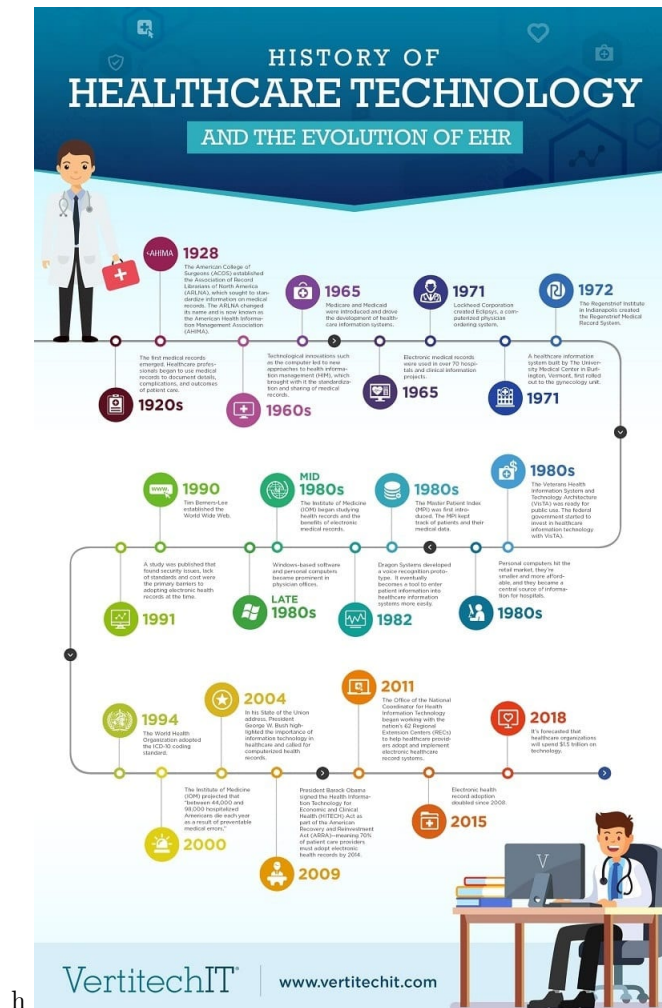 HISTORY OF
HEALTHCARE TECHNOLOGY
AND THE EVOLUTION OF EHR
AHIMA
1928
The American College of
Surgeons (ACOS) established
the Association of Record
Librarians of North America
(ARLNA), which sought to stan-
dardize information on medical
records. The ARLNA changed
its name and is now known as
the American Health Informa-
tion Management Association
(AHIMA).
1965
Medicare and Medicaid
were introduced and drove
the development of health-
care information systems.
1971
Lockheed Corporation
created Eclipsys, a com-
puterized physician
ordering system.
1972
The Regenstrief Institute
in Indianapolis created
the Regenstrief Medical
Record System.
The first medical records
emerged. Healthcare profes-
sionals began to use medical
records to document details,
complications, and outcomes
of patient care.
1920s
Technological innovations such
as the computer led to new
approaches to health informa-
tion management (HIM), which
brought with it the standardiza-
tion and sharing of medical
records.
1960s
Electronic medical records
were used in over 70 hospi-
tals and clinical information
projects.
1965
A healthcare information
system built by The Univer-
sity Medical Center in Burl-
ington, Vermont, first rolled
out to the gynecology unit.
1971
www.
1990
Tim Berners-Lee
established the
World Wide Web.
MID
1980s
The Institute of Medicine
(IOM) began studying
health records and the
benefits of electronic
medical records.
1980s
The Master Patient Index
(MPI) was first intro-
duced. The MPI kept
track of patients and their
medical data.
1980s
The Veterans Health
Information System and
Technology Architecture
(VistA) was ready for
public use. The federal
government started to
invest in healthcare
information technology
with VistA).
A study was published that
found security issues, lack
of standards and cost were
the primary barriers to
adopting electronic health
records at the time.
1991
Windows-based software
and personal computers
became prominent in
physician offices.
LATE
1980s
Dragon Systems developed
a voice recognition proto-
type. It eventually
becomes a tool to enter
patient information into
healthcare information
systems more easily.
1982
Personal computers hit the
retail market, they're
smaller and more afford-
able, and they became a
central source of informa-
tion for hospitals.
1980s
1994
The World Health
Organization adopted
the ICD-10 coding
standard.
2004
In his State of the Union
address, President
George W. Bush high-
lighted the importance of
information technology in
healthcare and called for
computerized health
records.
2011
The Office of the National
Coordinator for Health
Information Technology
began working with the
nation's 62 Regional
Extension Centers (RECs)
to help healthcare provid-
ers adopt and implement
electronic healthcare
record systems.
2018
It's forecasted that
healthcare organizations
will spend $1.5 trillion on
technology.
The Institute of Medicine
(IOM) projected that
"between 44,000 and
98,000 hospitalized
Americans die each year
as a result of preventable
medical errors."
2000
President Barack Obama
signed the Health Informa-
tion Technology for
Economic and Clinical
Health (HITECH) Act as
part of the American
Recovery and Reinvestment
Act (ARRA)—meaning 70%
of patient care providers
must adopt electronic
health records by 2014.
2009
Electronic health
record adoption
doubled since 2008.
2015
V
VertitechIT
www.vertitechit.com
h